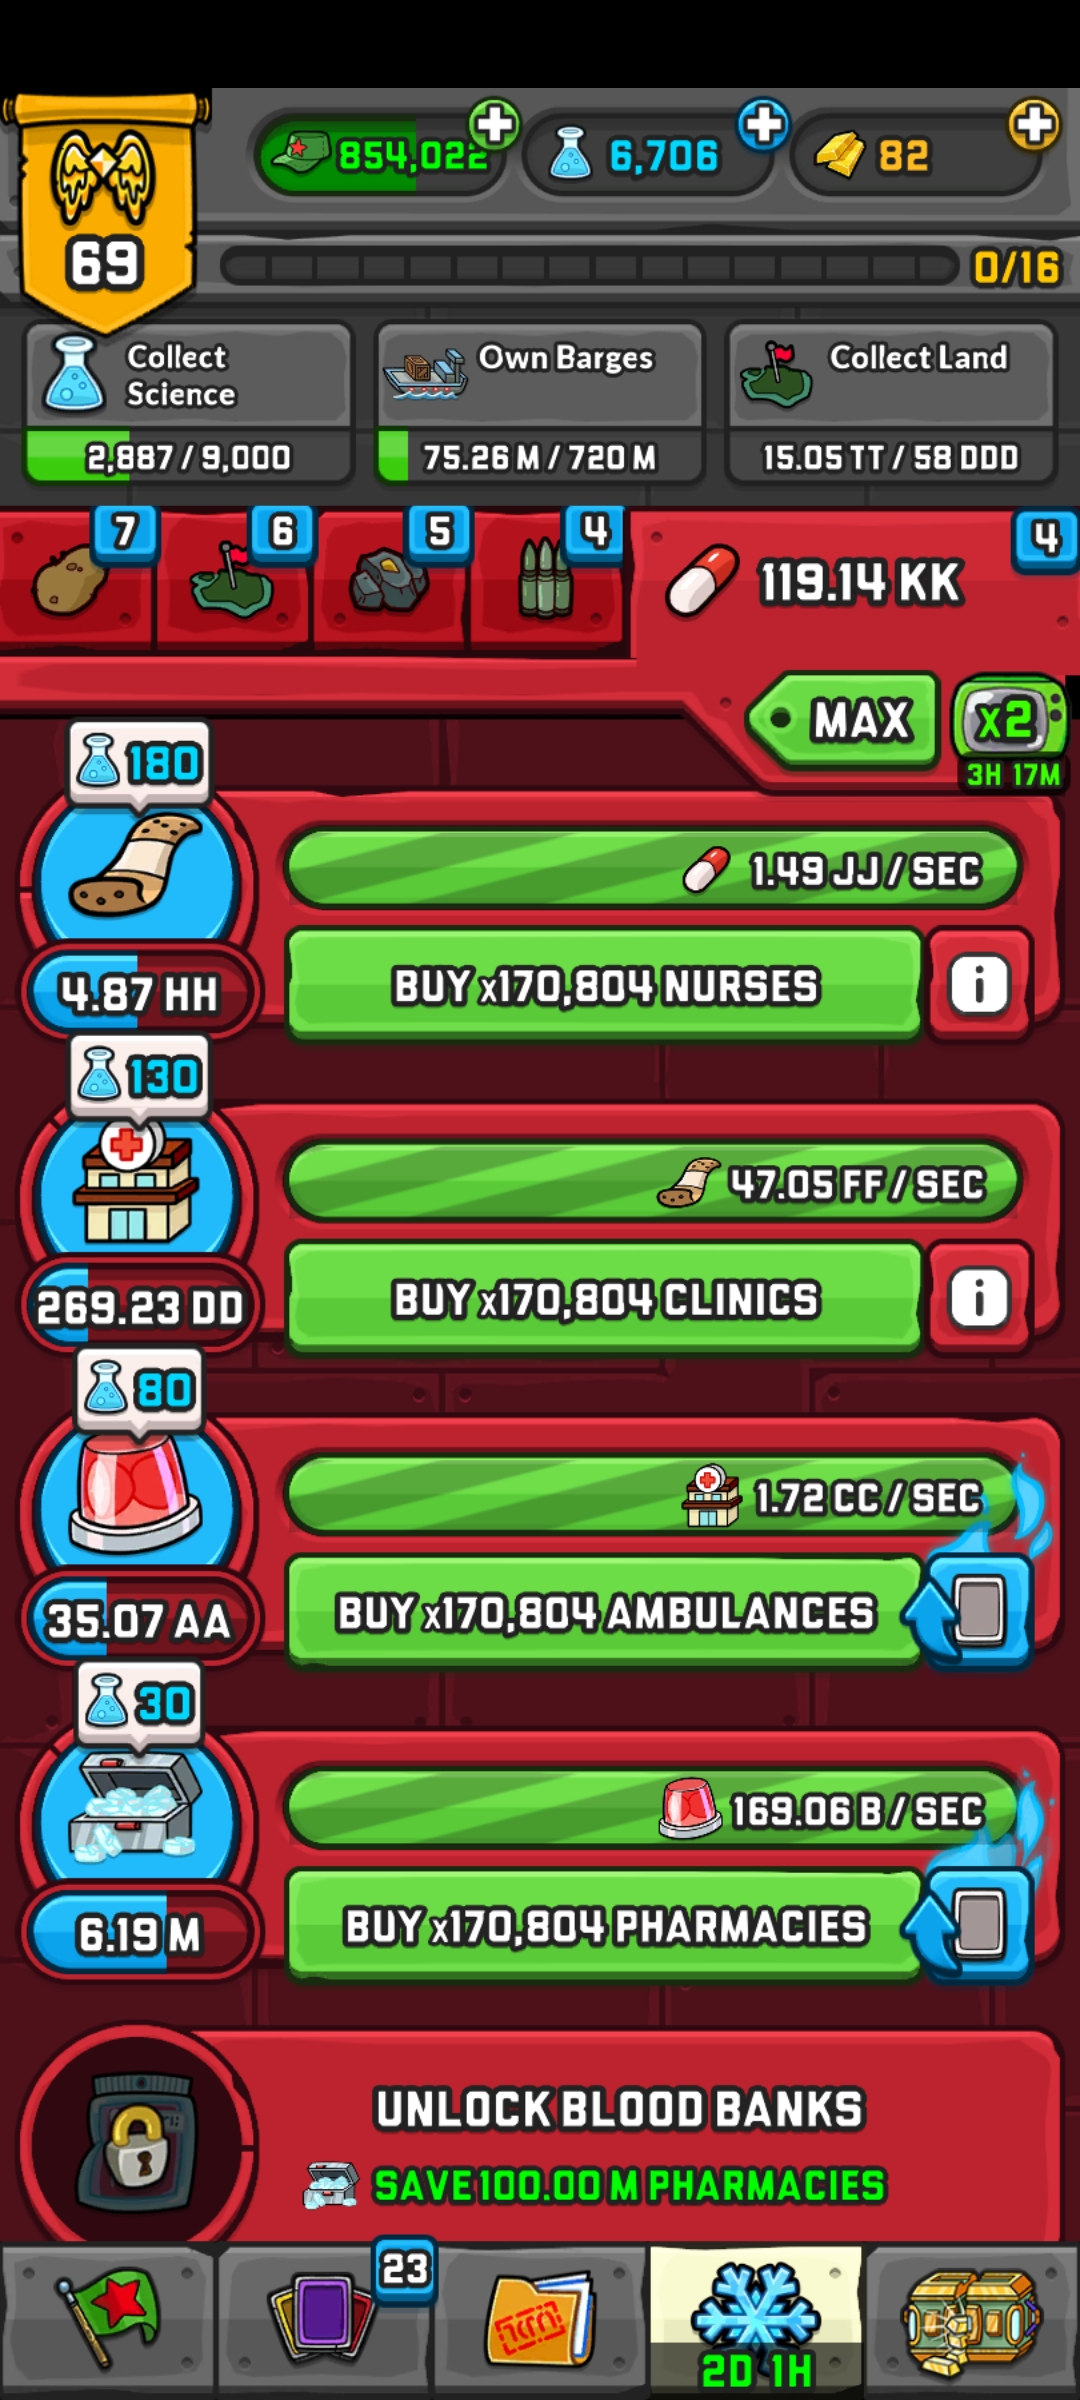 854,022
6,706
82
69
0/16
Collect
Science
2,887 / 9,000
Own Barges
75.26 M / 720 M
Collect Land
15.05 TT / 58 DDD
7
6
5
4
119.14 KK
4
MAX
x2
3H 17M
180
1.49 JJ / SEC
4.87 HH
BUY x170,804 NURSES
i
130
47.05 FF / SEC
269.23 DD
BUY x170,804 CLINICS
i
80
1.72 CC / SEC
35.07 AA
BUY x170,804 AMBULANCES
30
169.06 B / SEC
6.19 M
BUY x170,804 PHARMACIES
UNLOCK BLOOD BANKS
SAVE 100.00 M PHARMACIES
23
2D 1H